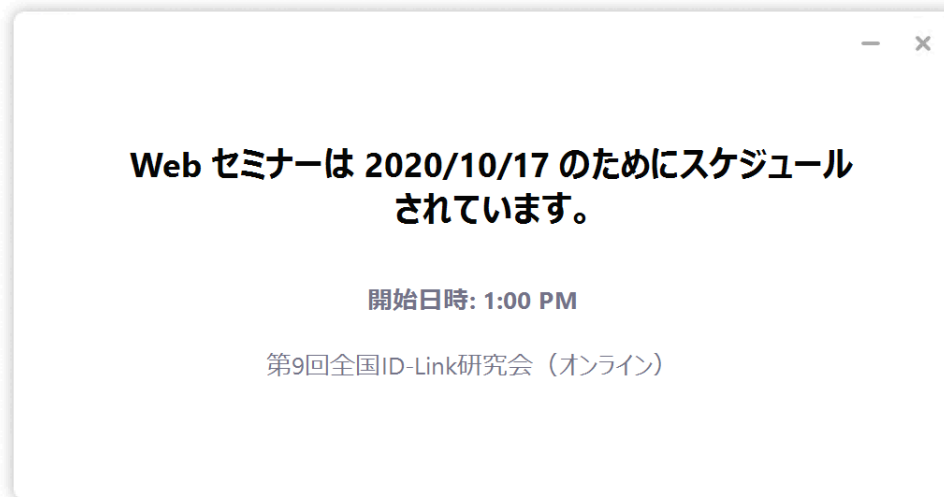 Web セミナーは 2020/10/17 のためにスケジュール
されています。
開始日時: 1:00 PM
第9回全国ID-Link研究会（オンライン）